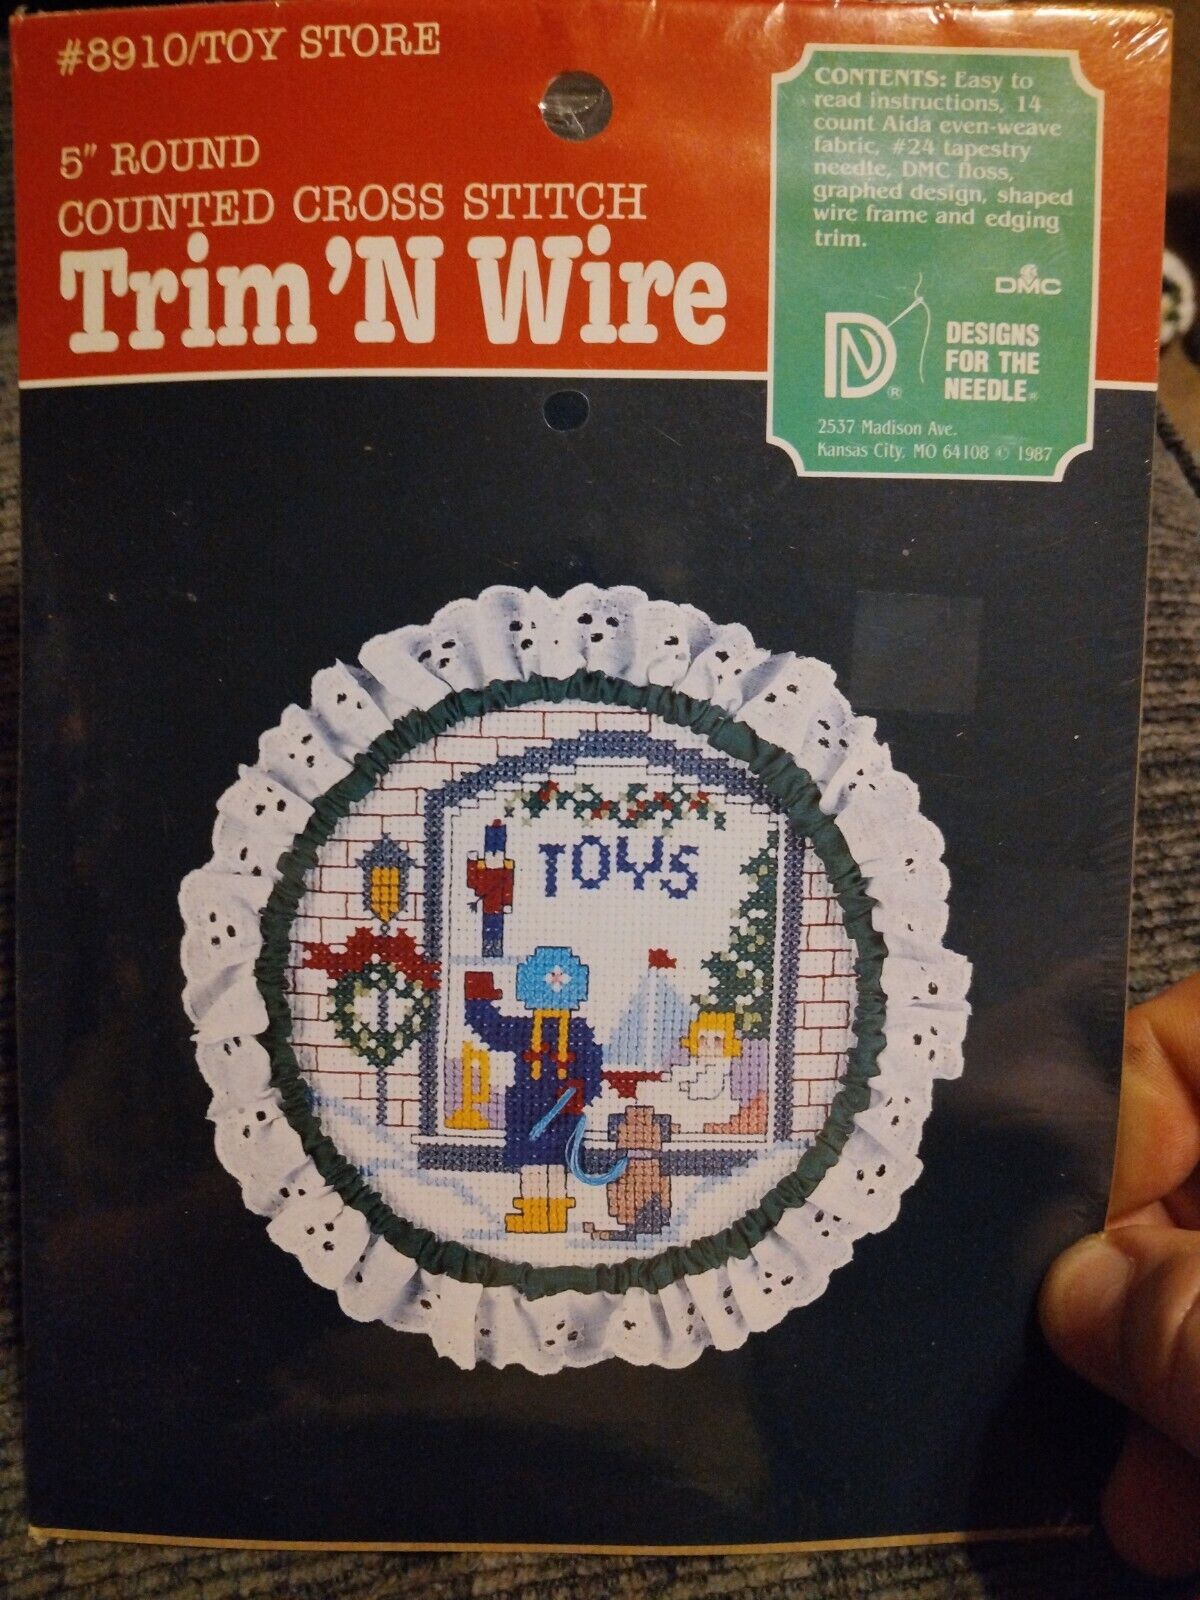 #8910/TOY STORE
5" ROUND
COUNTED CROSS STITCH
Trim 'N Wire
CONTENTS: Easy to
read instructions, 14
count Aida even-weave
fabric, #24 tapestry
needle, DMC floss,
graphed design, shaped
wire frame and edging
trim.
DMC
DN®
DESIGNS
FOR THE
NEEDLE®
2537 Madison Ave.
Kansas City, MO 64108 © 1987
TOYS